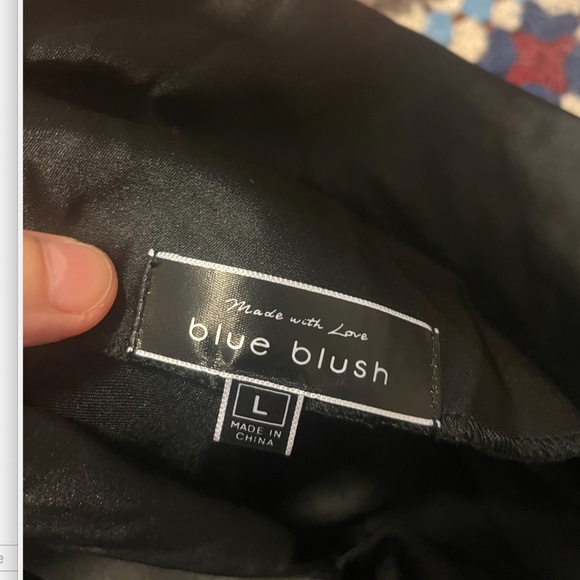 Made with Love
blue blush
L
MADE IN
CHINA
e